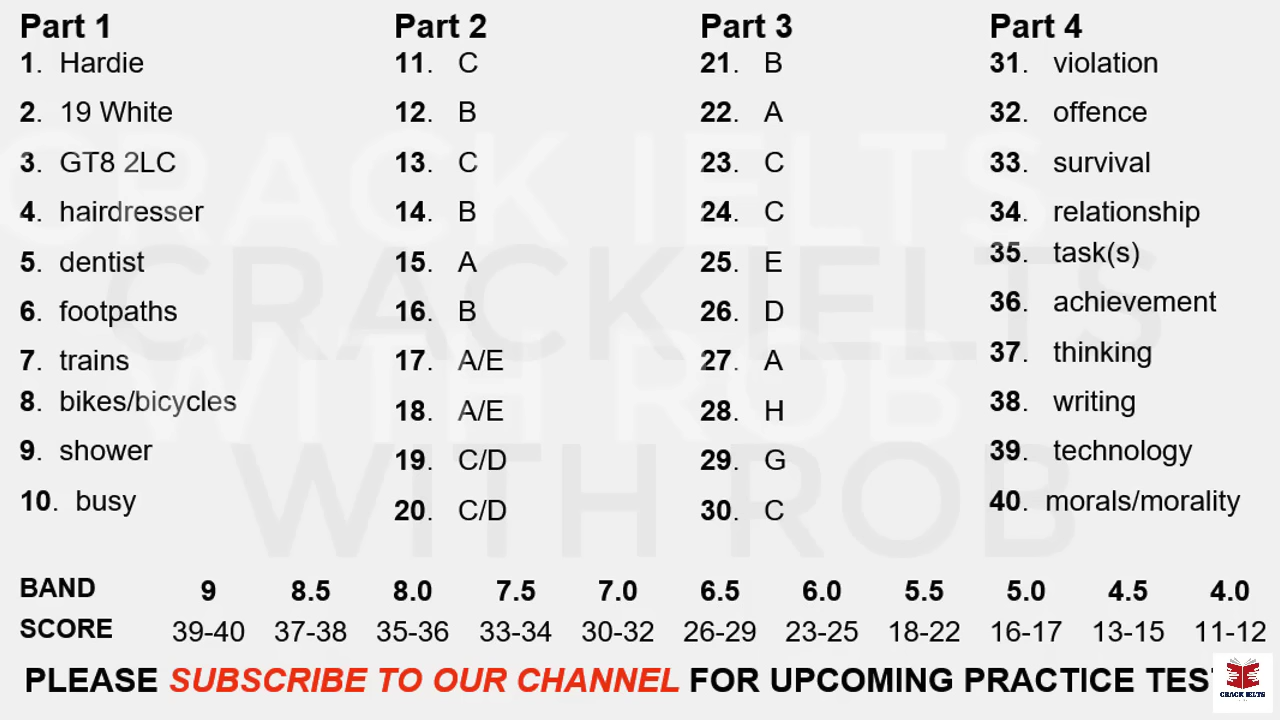 Part 1
1. Hardie
2. 19 White
3. GT8 2LC
4. hairdresser
5. dentist
6. footpaths
7. trains
8. bikes/bicycles
9. shower
10. busy
Part 2
11. C
12. B
13. C
14. B
15. A
16. B
17. A/E
18. A/E
19. C/D
20. C/D
Part 3
21. B
22. A
23. C
24. C
25. E
26. D
27. A
28. H
29. G
30. C
Part 4
31. violation
32. offence
33. survival
34. relationship
35. task(s)
36. achievement
37. thinking
38. writing
39. technology
40. morals/morality
CRACK IELTS
WITH ROB
CRACK IELTS
WITH ROB
BAND 9 8.5 8.0 7.5 7.0 6.5 6.0 5.5 5.0 4.5 4.0
SCORE 39-40 37-38 35-36 33-34 30-32 26-29 23-25 18-22 16-17 13-15 11-12
PLEASE SUBSCRIBE TO OUR CHANNEL FOR UPCOMING PRACTICE TES
CRACK IELTS